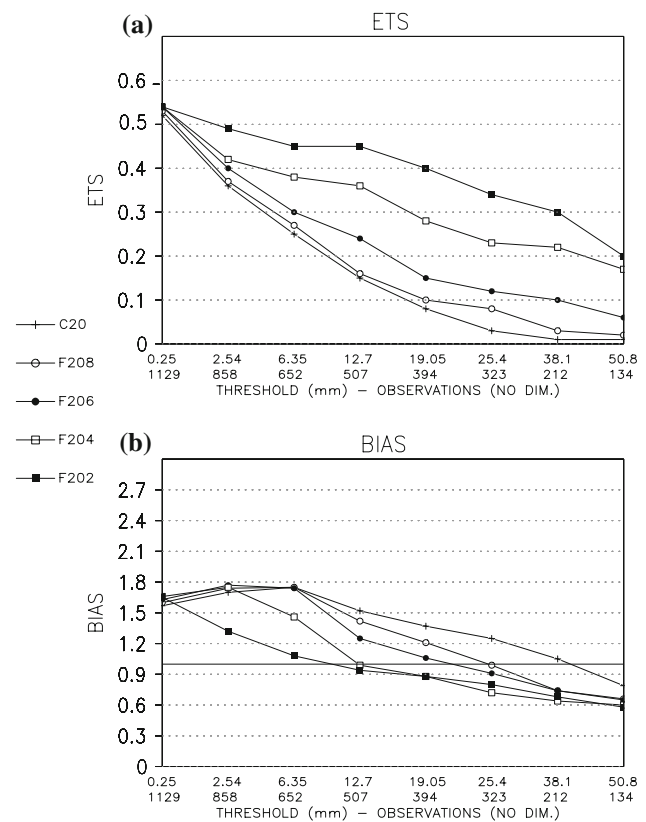 (a) ETS
ETS
0.6
0.5
0.4
0.3
0.2
0.1
0
0.25 2.54 6.35 12.7 19.05 25.4 38.1 50.8
1129 858 652 507 394 323 212 134
THRESHOLD (mm) – OBSERVATIONS (NO DIM.)
C20
F208
F206
F204
F202
(b) BIAS
BIAS
2.7
2.4
2.1
1.8
1.5
1.2
0.9
0.6
0.3
0
0.25 2.54 6.35 12.7 19.05 25.4 38.1 50.8
1129 858 652 507 394 323 212 134
THRESHOLD (mm) – OBSERVATIONS (NO DIM.)